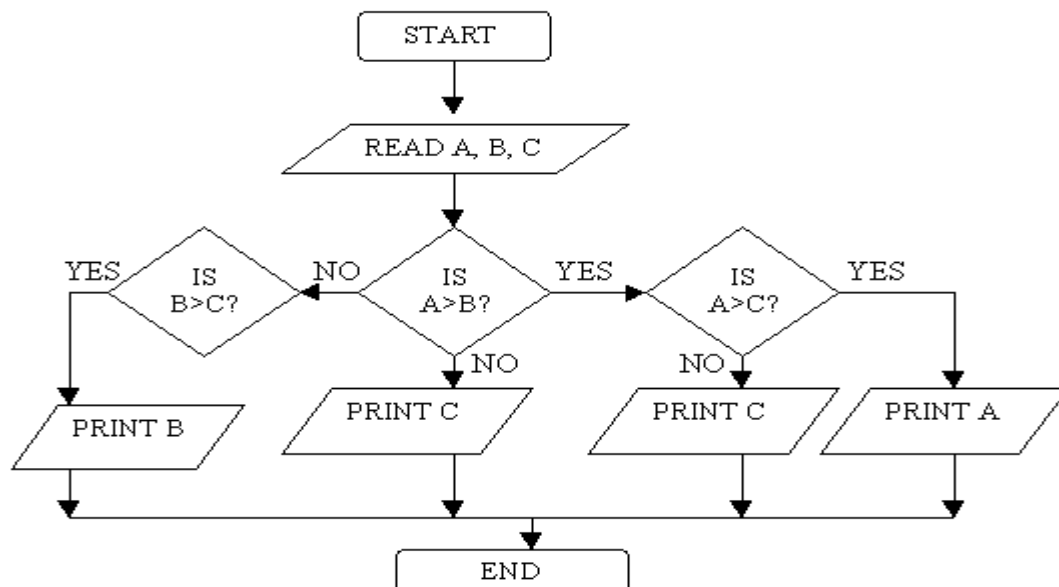 START
READ A, B, C
YES
IS
B>C?
NO
IS
A>B?
YES
IS
A>C?
YES
NO
NO
PRINT B
PRINT C
PRINT C
PRINT A
END